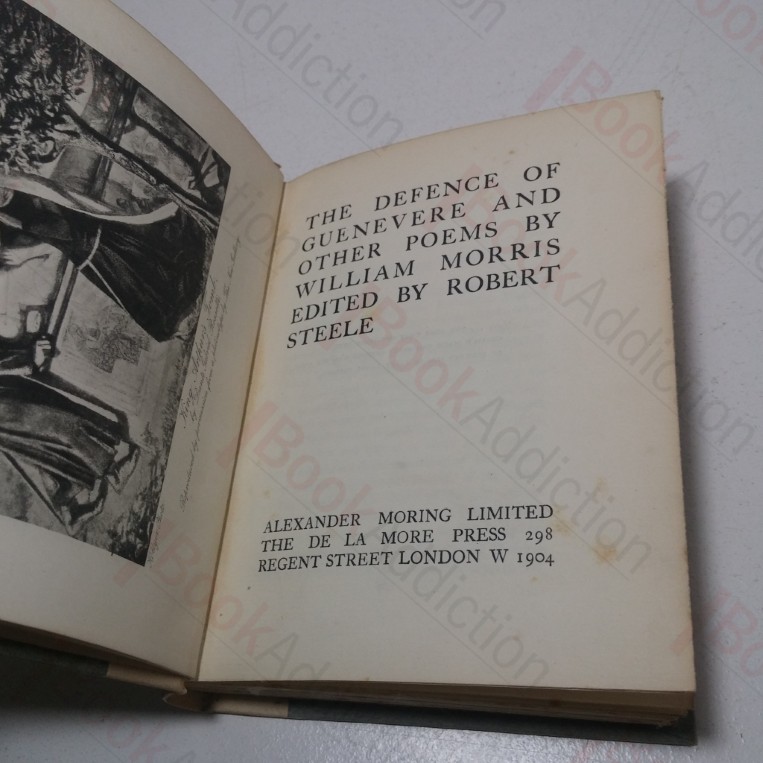 THE DEFENCE OF
GUENEVERE AND
OTHER POEMS BY
WILLIAM MORRIS
EDITED BY ROBERT
STEELE
ALEXANDER MORING LIMITED
THE DE LA MORE PRESS 298
REGENT STREET LONDON W 1904
BookAddiction